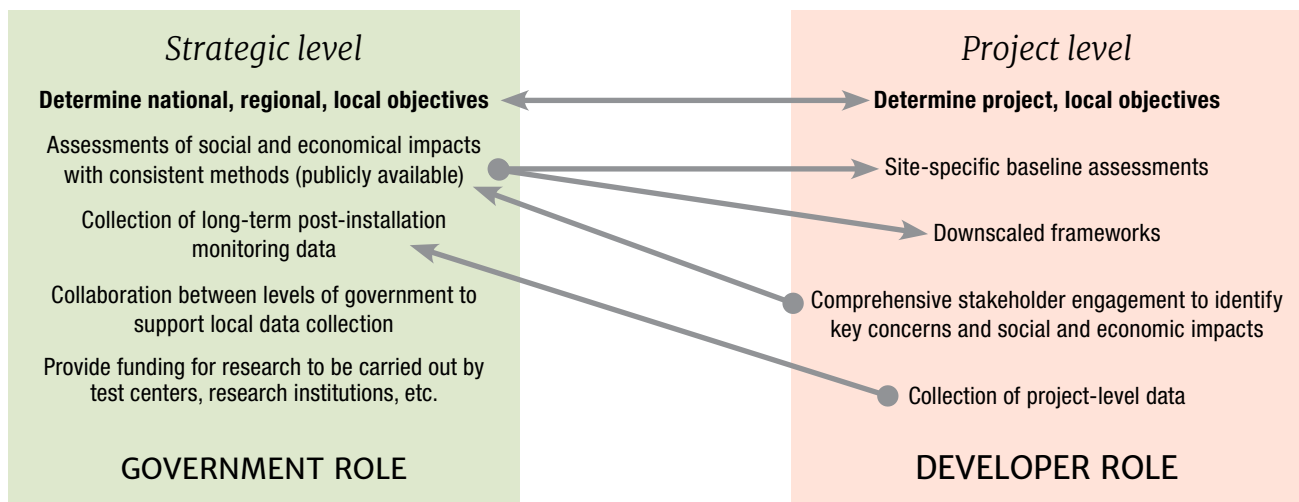 Strategic level
Determine national, regional, local objectives
Assessments of social and economical impacts
with consistent methods (publicly available)
Collection of long-term post-installation
monitoring data
Collaboration between levels of government to
support local data collection
Provide funding for research to be carried out by
test centers, research institutions, etc.
GOVERNMENT ROLE
Project level
Determine project, local objectives
Site-specific baseline assessments
Downscaled frameworks
Comprehensive stakeholder engagement to identify
key concerns and social and economic impacts
Collection of project-level data
DEVELOPER ROLE